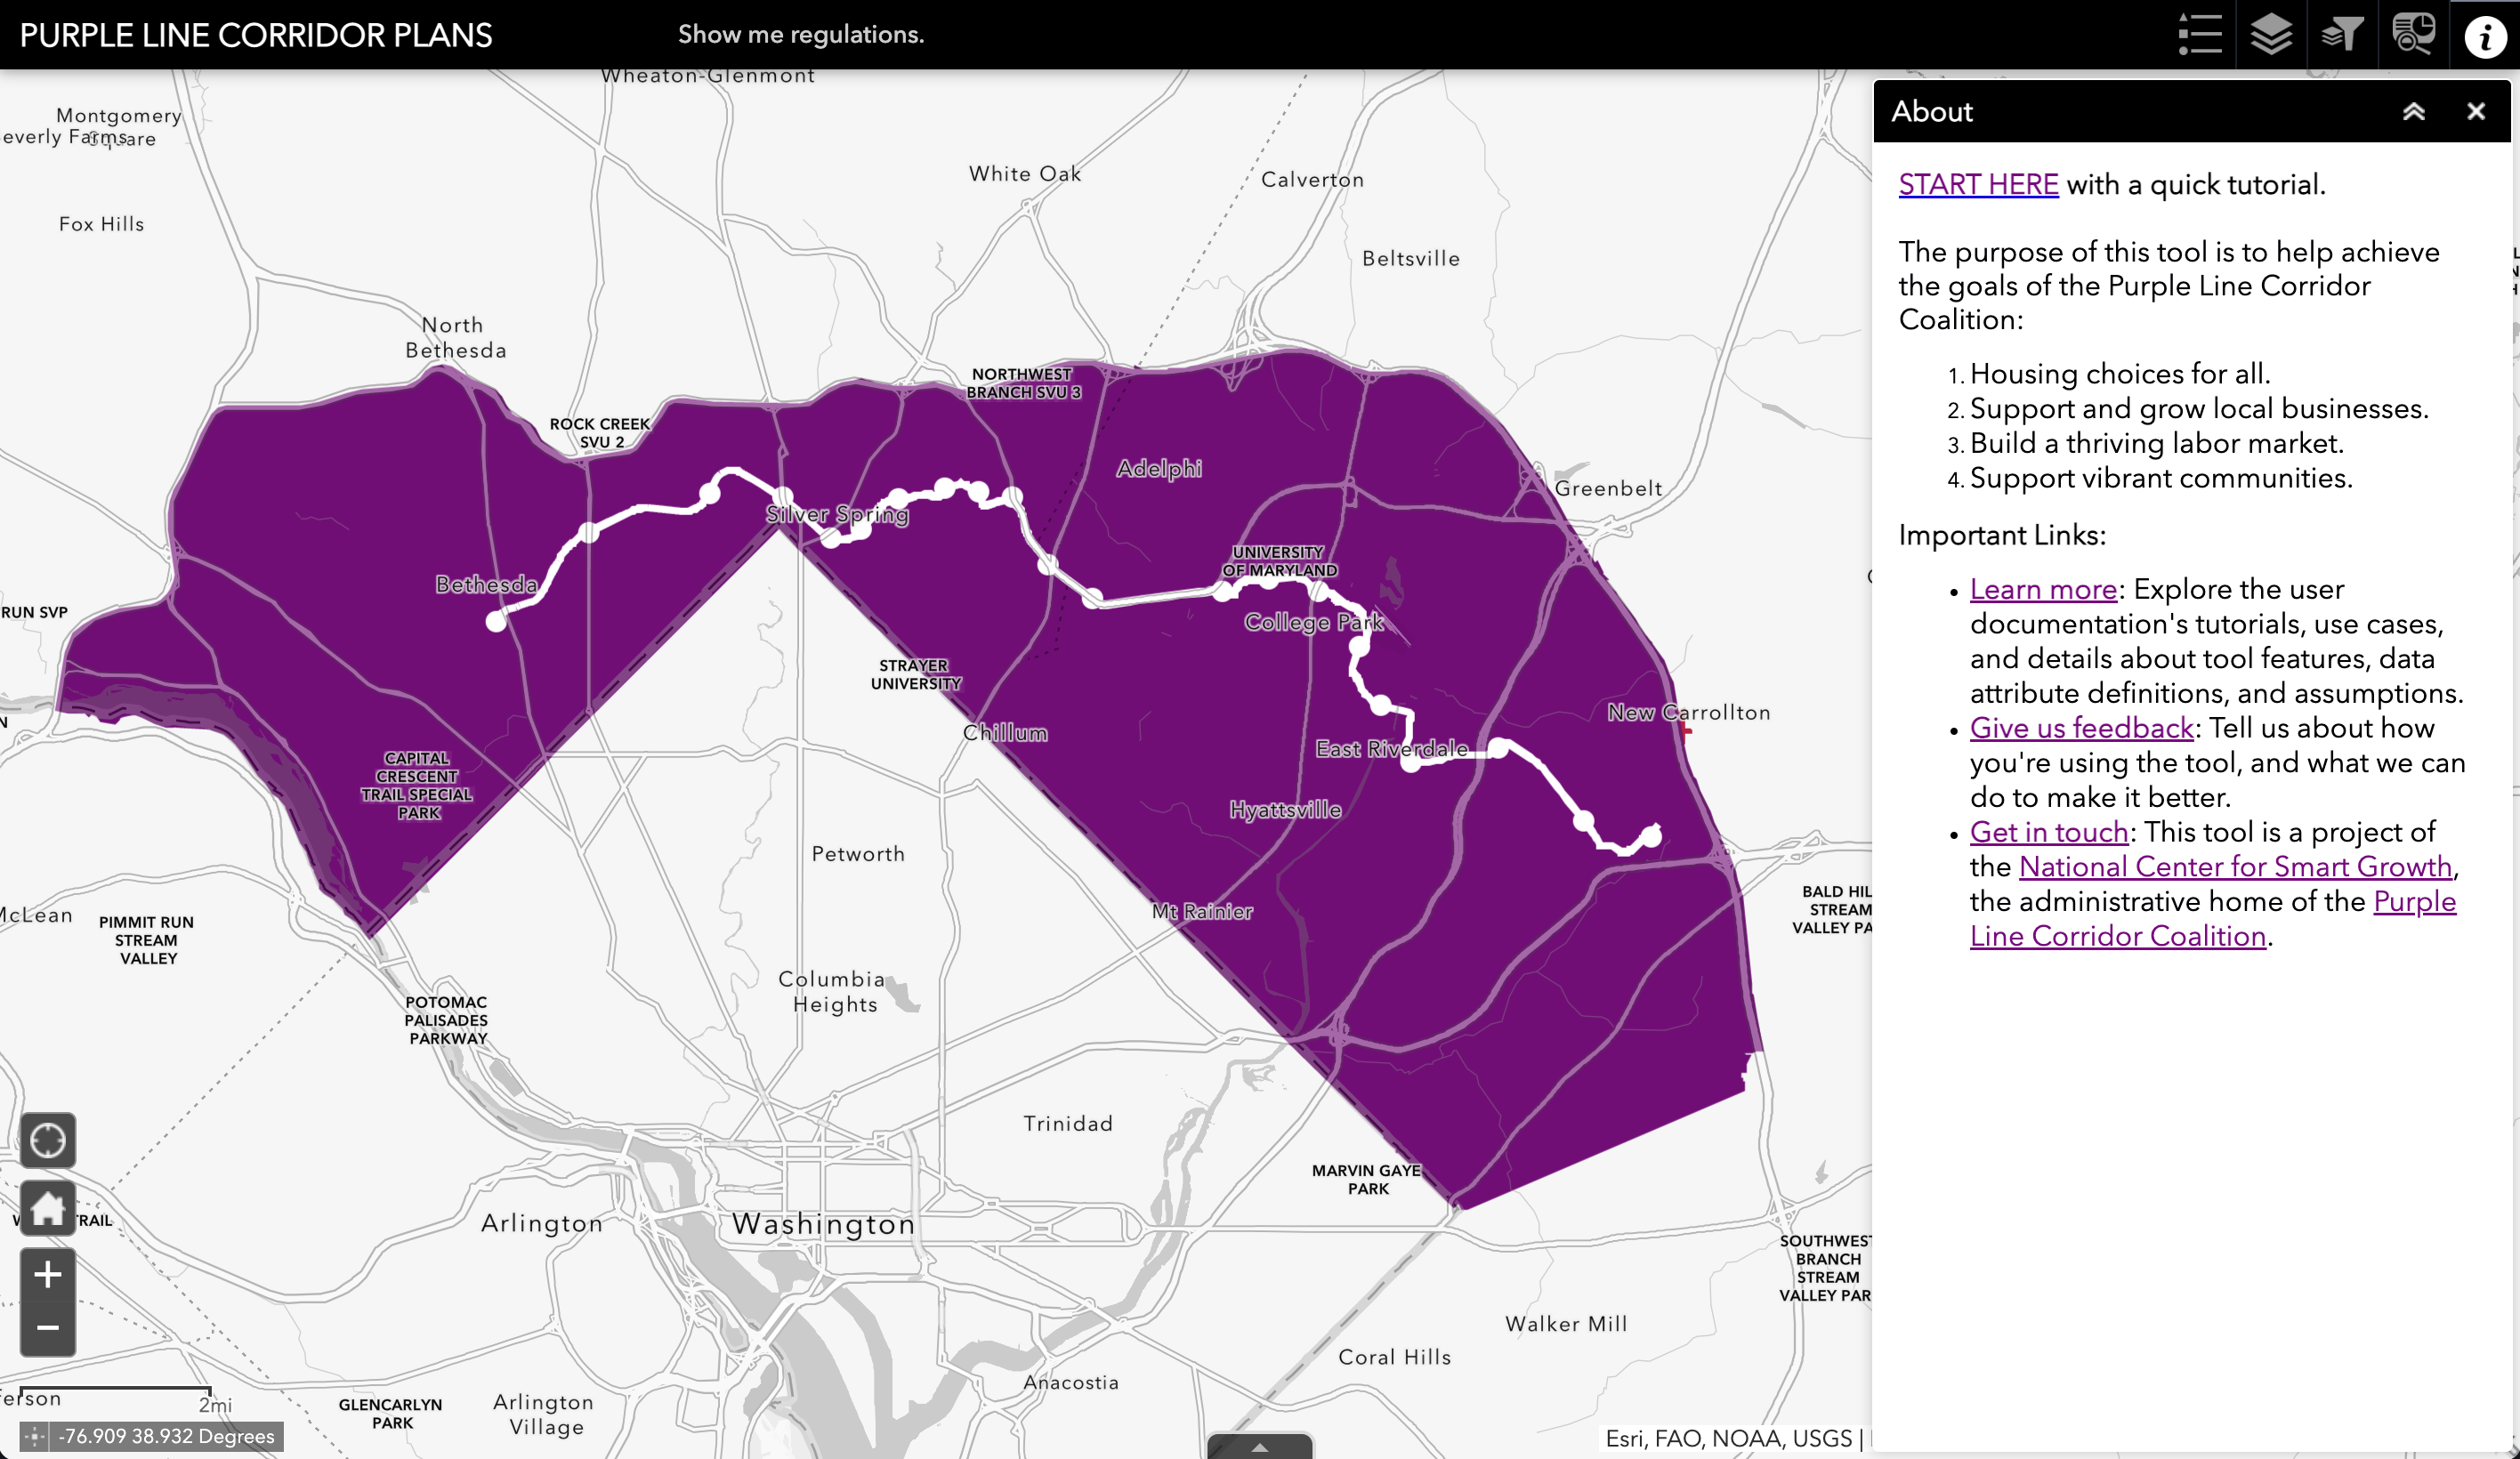 PURPLE LINE CORRIDOR PLANS
Show me regulations.
Wheaton-Glenmont
Montgomery
Square
everly Farms
White Oak
Calverton
Fox Hills
Beltsville
North
Bethesda
NORTHWEST
BRANCH SVU 3
ROCK CREEK
SVU 2
Adelphi
Greenbelt
Silver Spring
UNIVERSITY
OF MARYLAND
Bethesda
RUN SVP
College Park
STRAYER
UNIVERSITY
New Carrollton
N
Chillum
East Riverdale
CAPITAL
CRESCENT
TRAIL SPECIAL
PARK
Hyattsville
Petworth
BALD HIL
STREAM
VALLEY PA
McLean
PIMMIT RUN
STREAM
VALLEY
Mt Rainier
Columbia
Heights
POTOMAC
PALISADES
PARKWAY
Trinidad
MARVIN GAYE
PARK
W
TRAIL
Arlington
Washington
SOUTHWEST
BRANCH
STREAM
VALLEY PAR
Walker Mill
Coral Hills
Anacostia
ferson
2mi
GLENCARLYN
PARK
Arlington
Village
-76.909 38.932 Degrees
Esri, FAO, NOAA, USGS |
About
START HERE with a quick tutorial.
The purpose of this tool is to help achieve
the goals of the Purple Line Corridor
Coalition:
1. Housing choices for all.
2. Support and grow local businesses.
3. Build a thriving labor market.
4. Support vibrant communities.
Important Links:
• Learn more: Explore the user
documentation's tutorials, use cases,
and details about tool features, data
attribute definitions, and assumptions.
• Give us feedback: Tell us about how
you're using the tool, and what we can
do to make it better.
• Get in touch: This tool is a project of
the National Center for Smart Growth,
the administrative home of the Purple
Line Corridor Coalition.